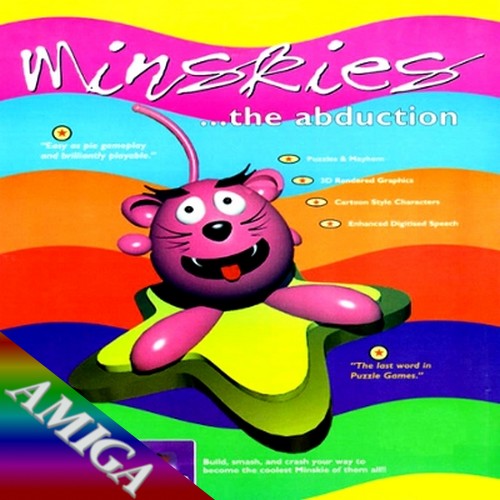 Minskies
...the abduction
"Easy as pie gameplay
and brilliantly playable."
Puzzles & Mayhem
3D Rendered Graphics
Cartoon Style Characters
Enhanced Digitised Speech
"The last word in
Puzzle Games."
AMIGA
Build, smash, and crash your way to
become the coolest Minskie of them all!!